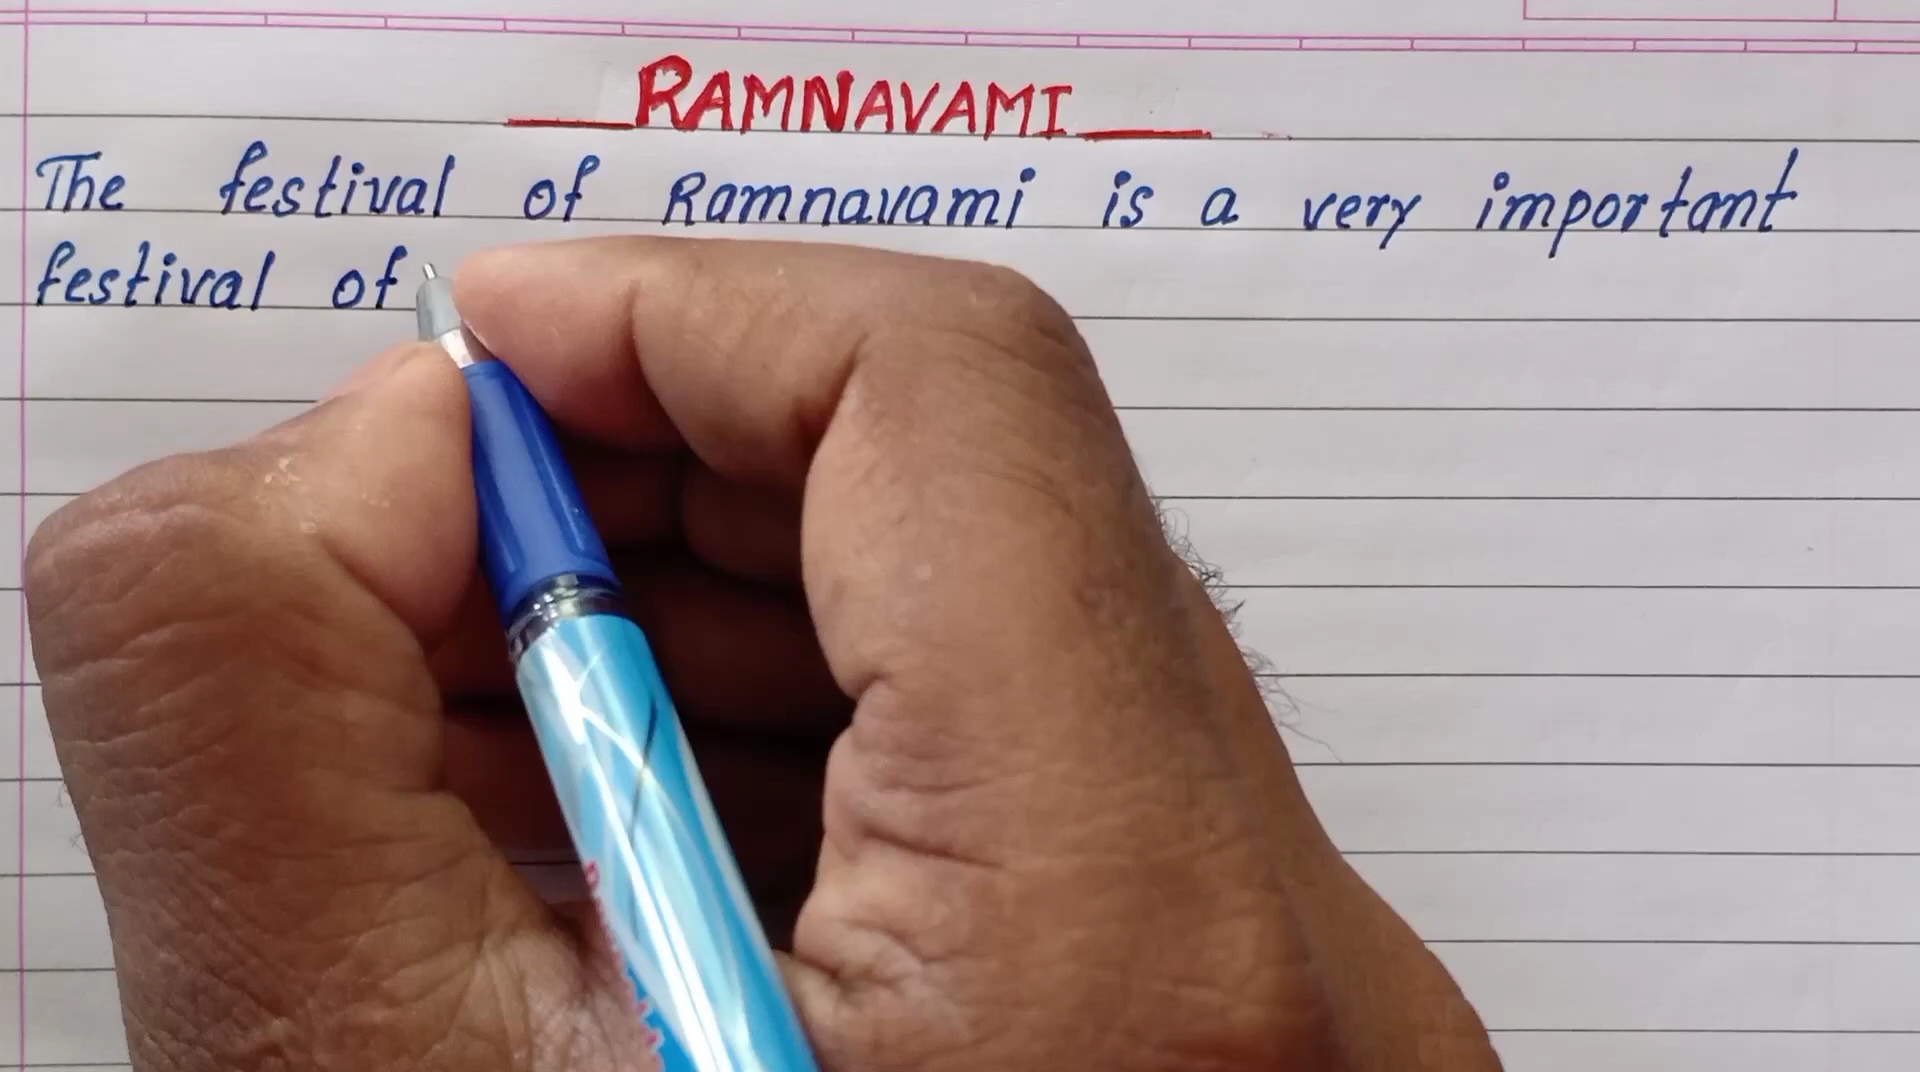 RAMNAVAMI
The festival of Ramnavami is a very important
festival of